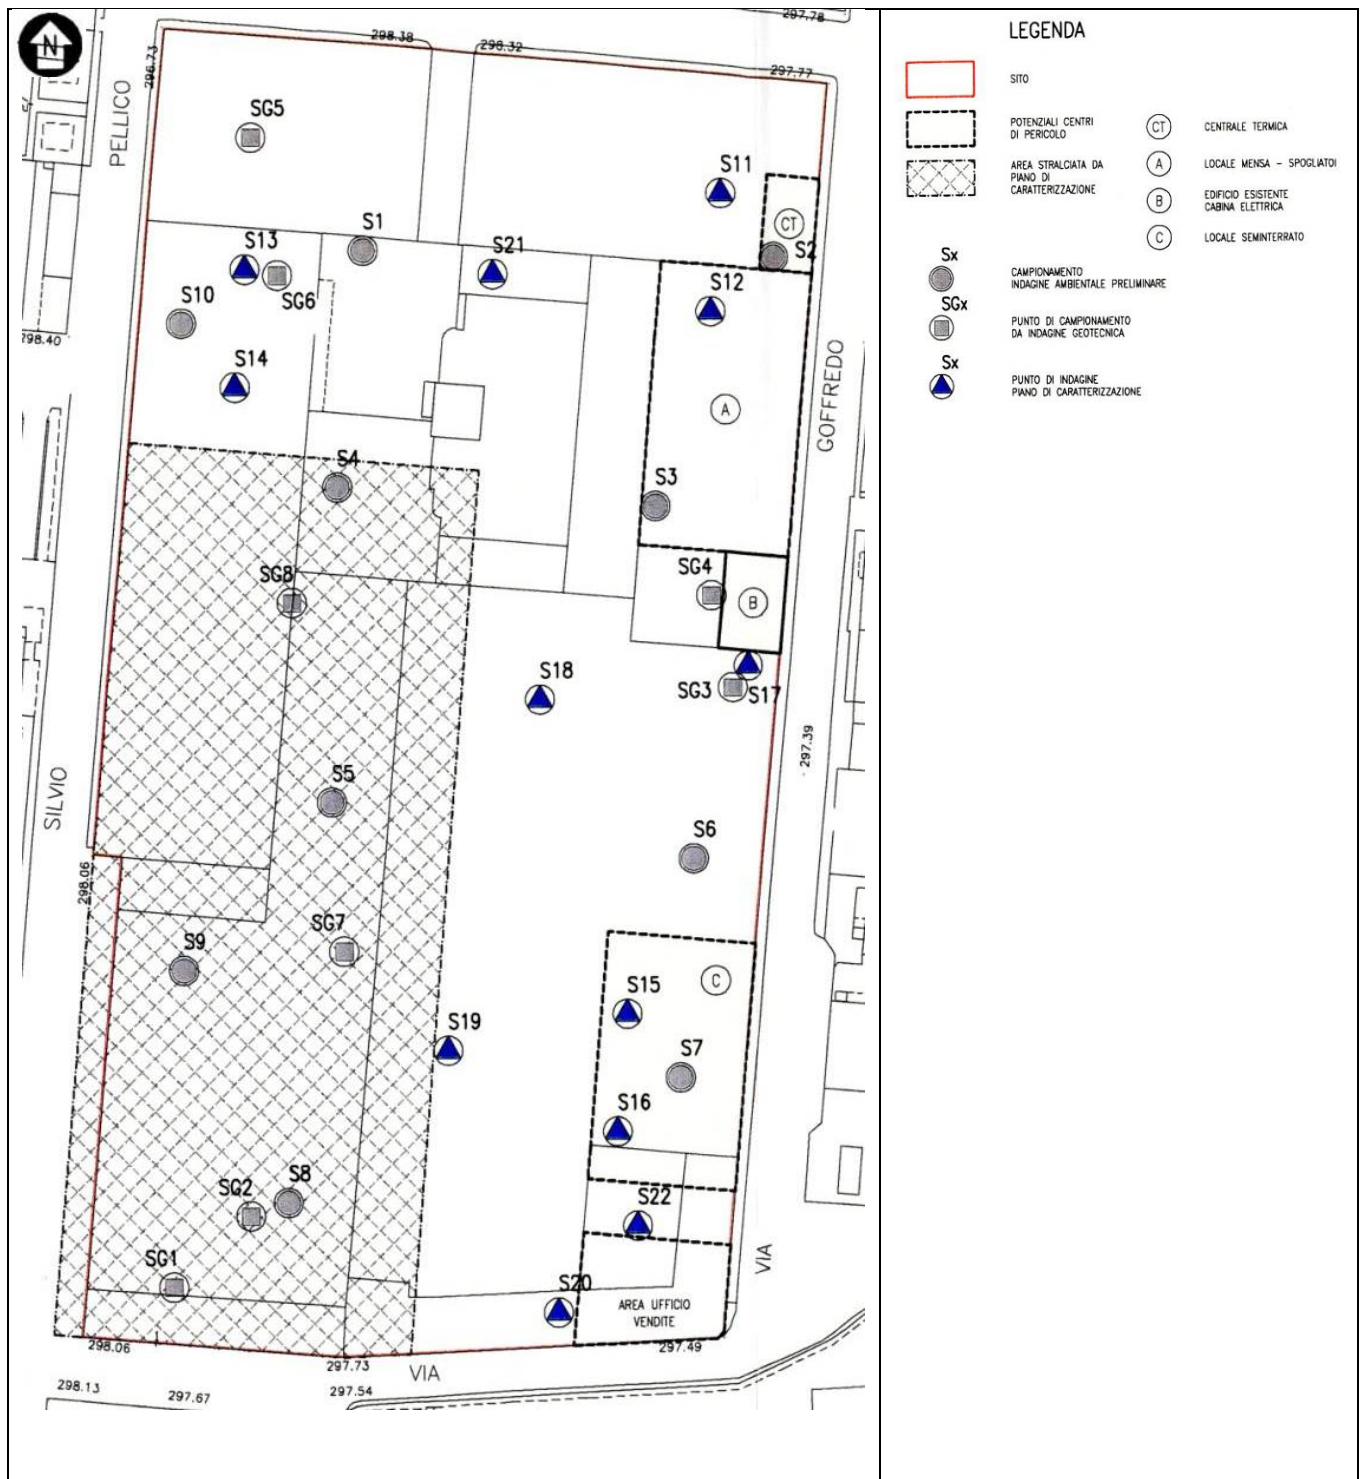 N
297.78
298.38
298.32
297.77
296.73
PELLICO
SG5
S11
S1
CT
S2
S13
S21
SG6
S12
S10
298.40
S14
GOFFREDO
A
S4
S3
SG8
SG4
B
S18
SG3
S17
297.39
SILVIO
S5
S6
298.06
SG7
S9
C
S15
S19
S7
S16
SG2
S8
S22
SG1
VIA
S20
AREA UFFICIO
VENDITE
298.06
297.73
297.49
VIA
298.13
297.67
297.54
LEGENDA
SITO
POTENZIALI CENTRI
DI PERICOLO
CT
CENTRALE TERMICA
AREA STRALCIATA DA
PIANO DI
CARATTERIZZAZIONE
A
LOCALE MENSA - SPOGLIATOI
B
EDIFICIO ESISTENTE
CABINA ELETTRICA
C
LOCALE SEMINTERRATO
Sx
CAMPIONAMENTO
INDAGINE AMBIENTALE PRELIMINARE
SGx
PUNTO DI CAMPIONAMENTO
DA INDAGINE GEOTECNICA
Sx
PUNTO DI INDAGINE
PIANO DI CARATTERIZZAZIONE